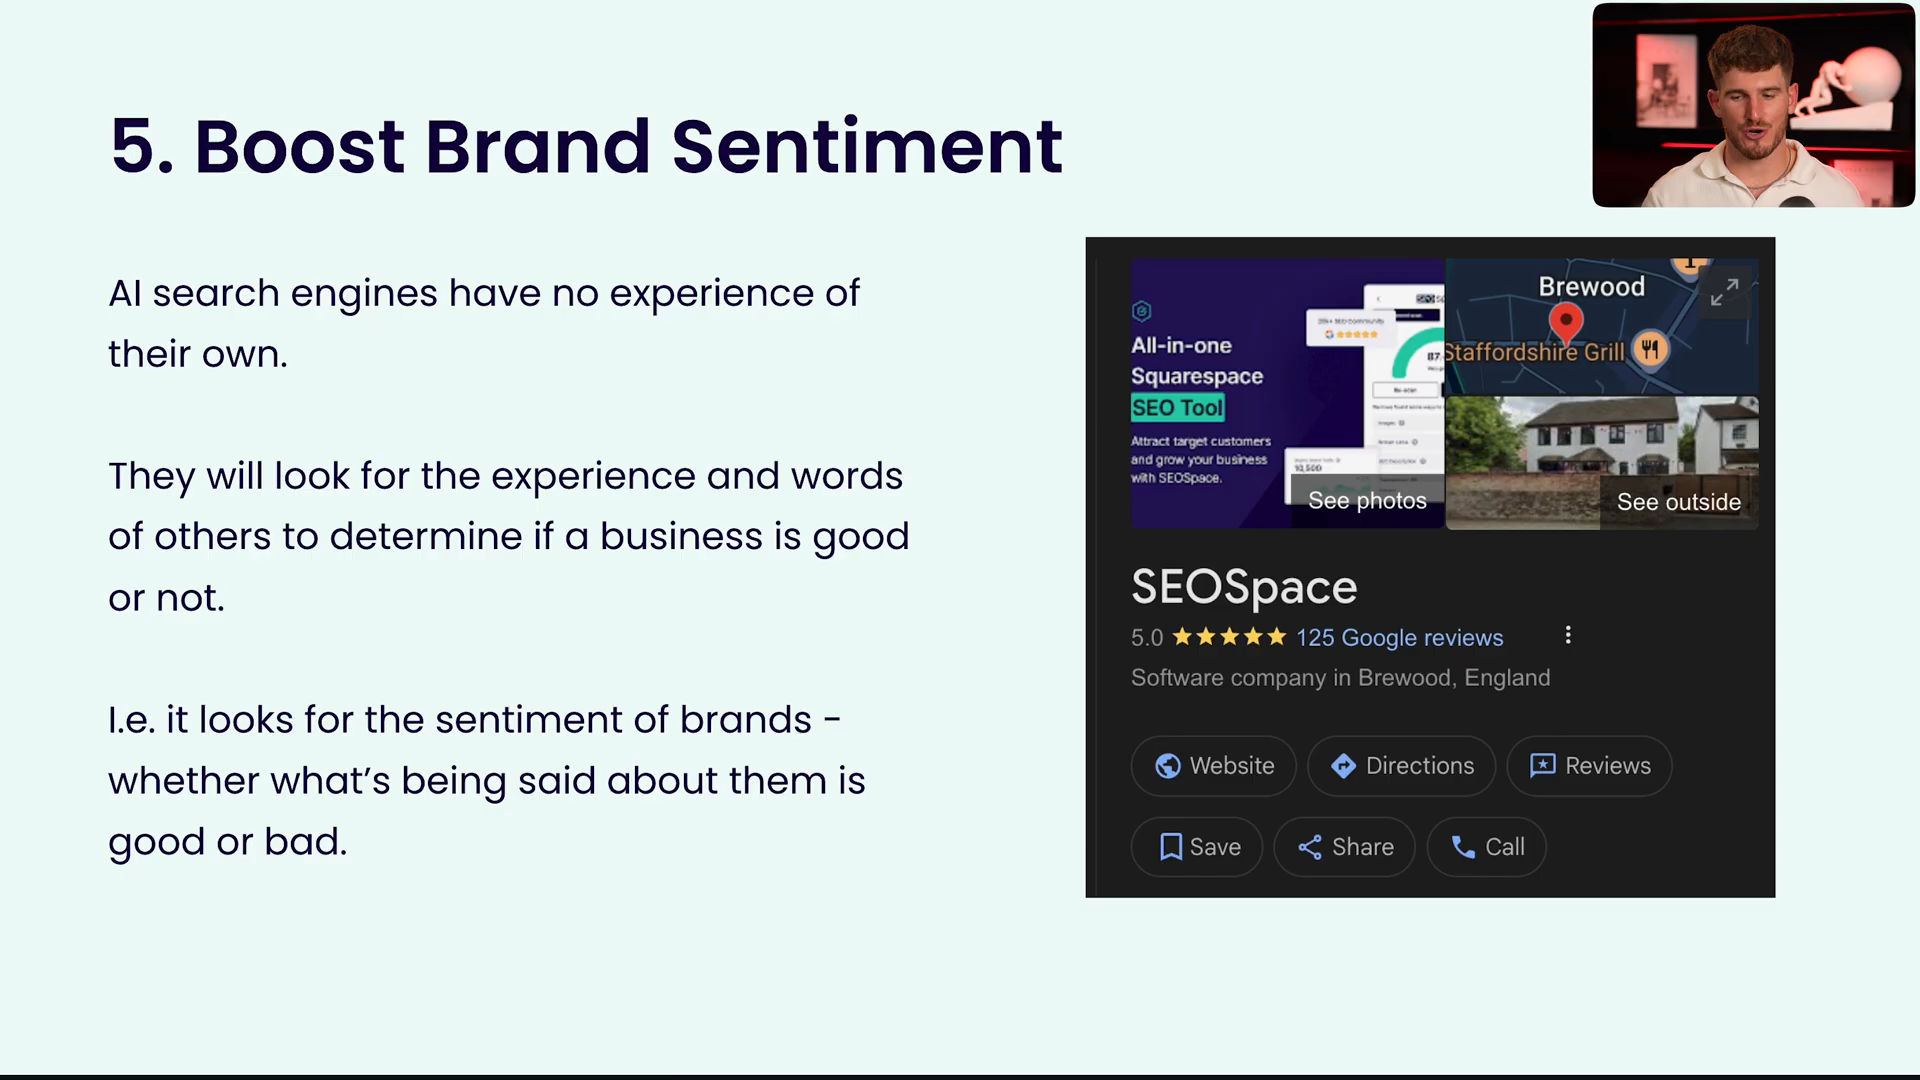 5. Boost Brand Sentiment
AI search engines have no experience of
their own.
They will look for the experience and words
of others to determine if a business is good
or not.
I.e. it looks for the sentiment of brands -
whether what's being said about them is
good or bad.
All-in-one
Squarespace
SEO Tool
Attract target customers
and grow your business
with SEOSpace.
10,500
87
See photos
Brewood
Staffordshire Grill
See outside
SEOSpace
5.0 125 Google reviews
Software company in Brewood, England
Website
Directions
Reviews
Save
Share
Call